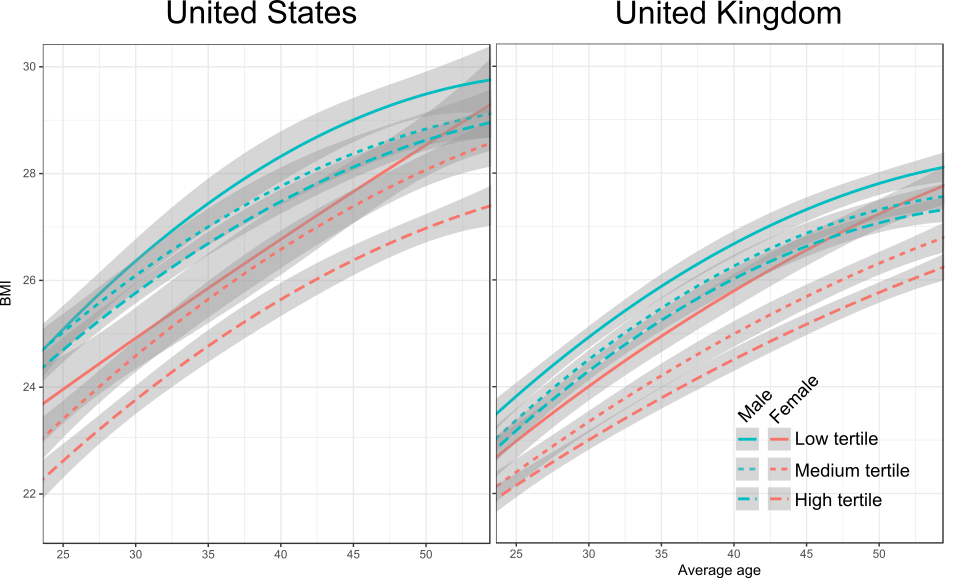 United States
United Kingdom
BMI
30
28
26
24
22
25 30 35 40 45 50
25 30 35 40 45 50
Average age
Male Female
Low tertile
Medium tertile
High tertile